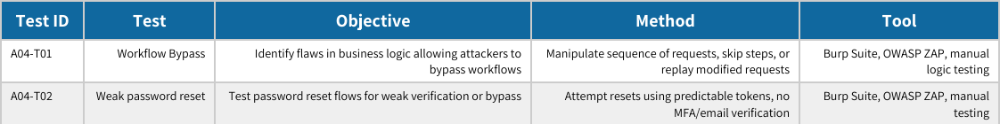 Test ID Test Objective Method Tool
A04-T01 Workflow Bypass Identify flaws in business logic allowing attackers to Manipulate sequence of requests, skip steps, or Burp Suite, OWASP ZAP, manual
bypass workflows replay modified requests logic testing
A04-T02 Weak password reset Test password reset flows for weak verification or bypass Attempt resets using predictable tokens, no Burp Suite, OWASP ZAP, manual
MFA/email verification testing